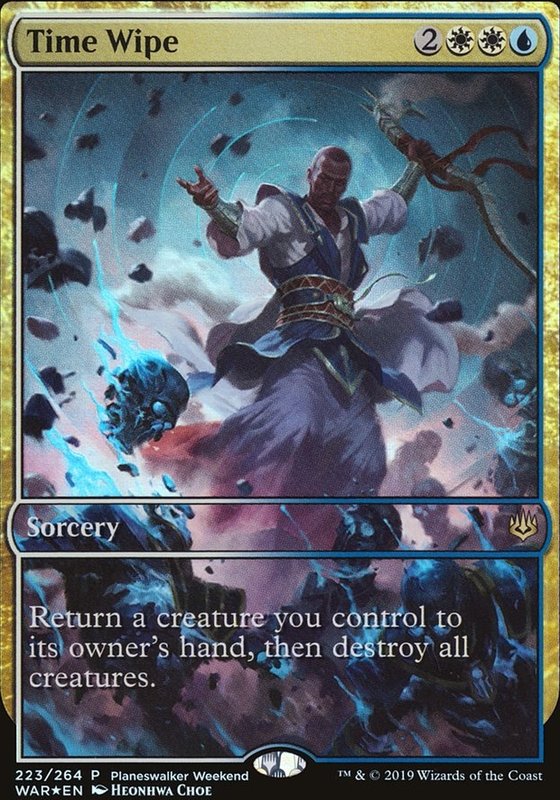 Time Wipe 2
Sorcery
Return a creature you control to
its owner's hand, then destroy all
creatures.
223/264 P Planeswalker Weekend
WAR★EN Heonhwa Choe
™ & © 2019 Wizards of the Coast